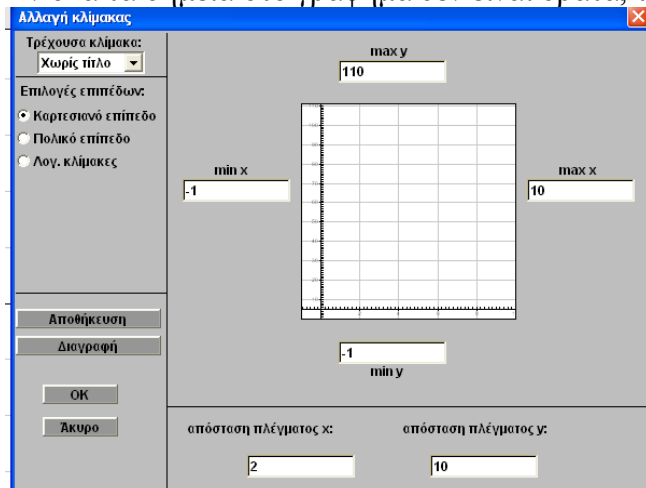 Αλλαγή κλίμακας
Τρέχουσα κλίμακα:
Χωρίς τίτλο
Επιλογές επιπέδων:
Καρτεσιανό επίπεδο
Πολικό επίπεδο
Λογ. κλίμακες
max y
110
min x
-1
max x
10
-1
min y
Αποθήκευση
Διαγραφή
OK
Άκυρο
απόσταση πλέγματος x:
απόσταση πλέγματος y:
2
10